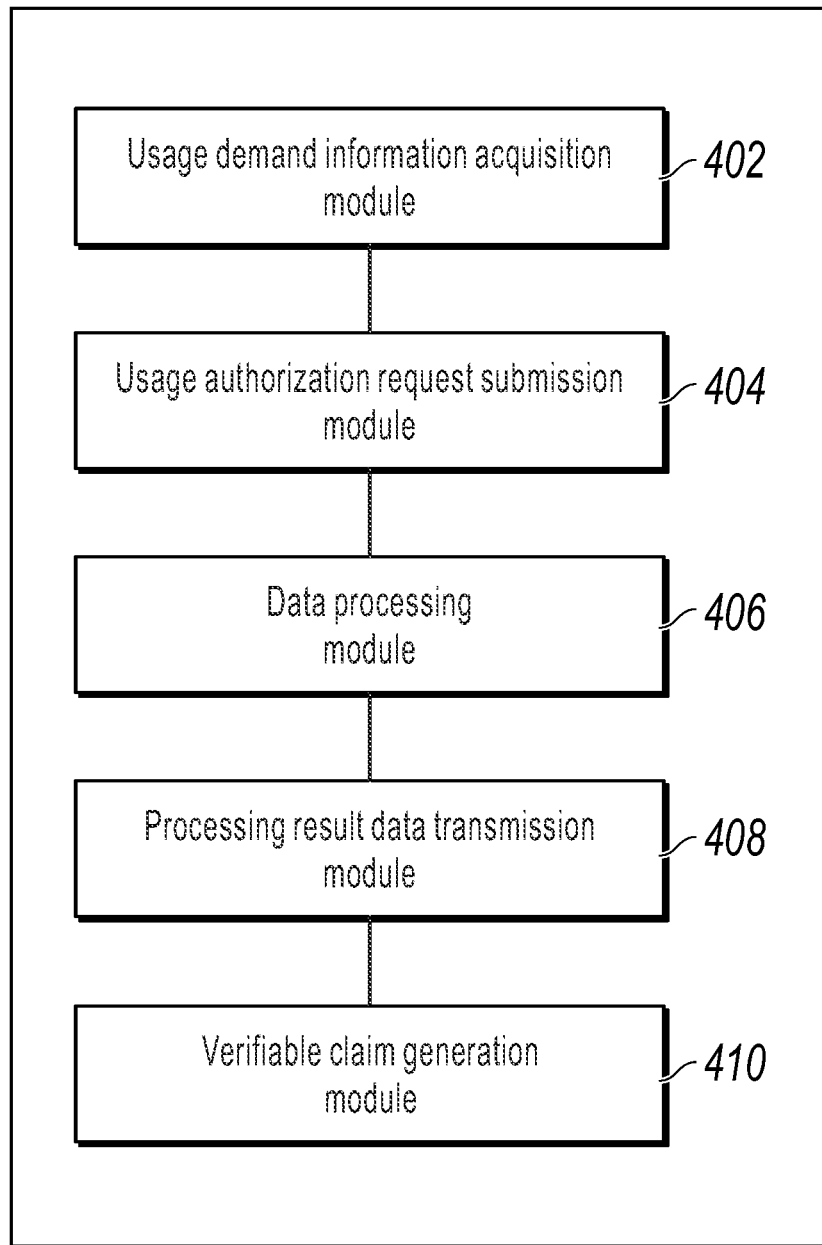 Usage demand information acquisition
module
402
Usage authorization request submission
module
404
Data processing
module
406
Processing result data transmission
module
408
Verifiable claim generation
module
410